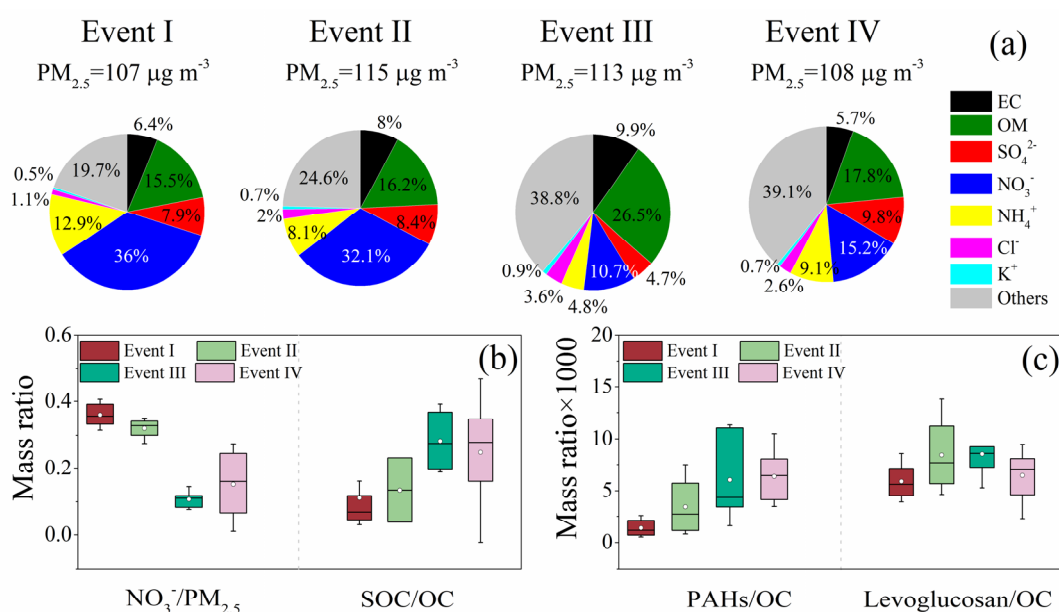 Event I
PM2.5=107 μg m-3
Event II
PM2.5=115 μg m-3
Event III
PM2.5=113 μg m-3
Event IV
PM2.5=108 μg m-3
(a)
6.4%
15.5%
7.9%
36%
12.9%
1.1%
0.5%
19.7%
8%
16.2%
8.4%
32.1%
8.1%
2%
0.7%
24.6%
9.9%
26.5%
4.7%
10.7%
4.8%
3.6%
0.9%
38.8%
5.7%
17.8%
9.8%
15.2%
9.1%
2.6%
0.7%
39.1%
EC
OM
SO4 2-
NO3-
NH4+
Cl-
K+
Others
(b)
Event I
Event II
Event III
Event IV
Mass ratio
0.6
0.4
0.2
0.0
NO3-/PM2.5
SOC/OC
(c)
Event I
Event II
Event III
Event IV
Mass ratio×1000
20
15
10
5
0
PAHs/OC
Levoglucosan/OC